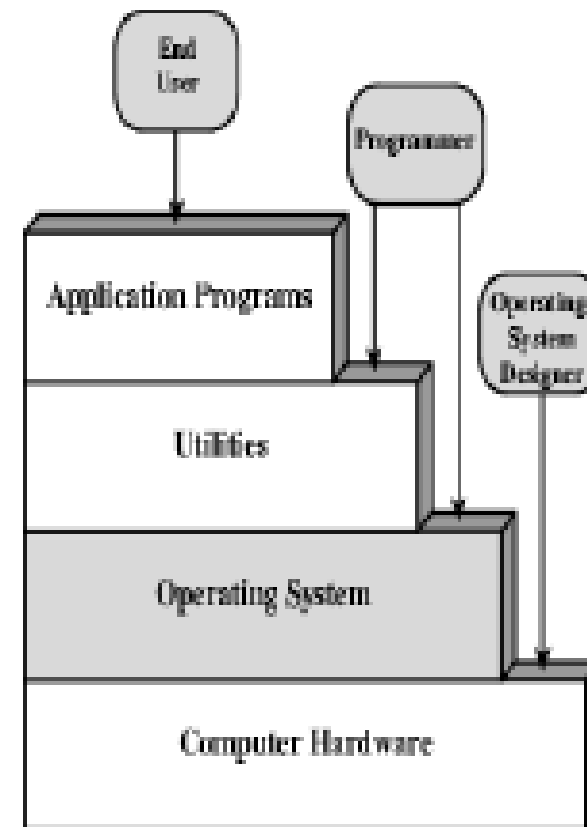 End
User
Programmer
Application Programs
Operating
System
Designer
Utilities
Operating System
Computer Hardware